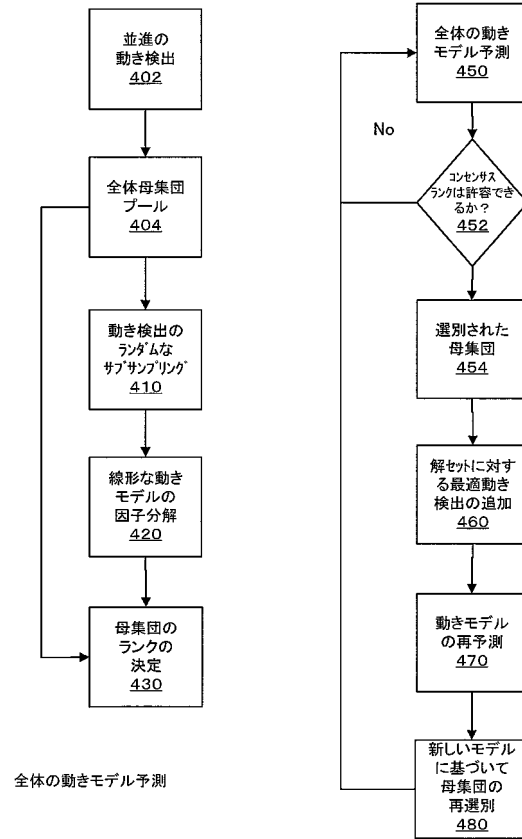 並進の
動き検出
402
全体母集団
プール
404
動き検出の
ランダムな
サブサンプリング
410
線形な動き
モデルの
因子分解
420
母集団の
ランクの
決定
430
全体の動きモデル予測
全体の動き
モデル予測
450
No
コンセンサス
ランクは許容でき
るか?
452
選別された
母集団
454
解セットに対す
る最適動き
検出の追加
460
動きモデル
の再予測
470
新しいモデル
に基づいて
母集団の
再選別
480